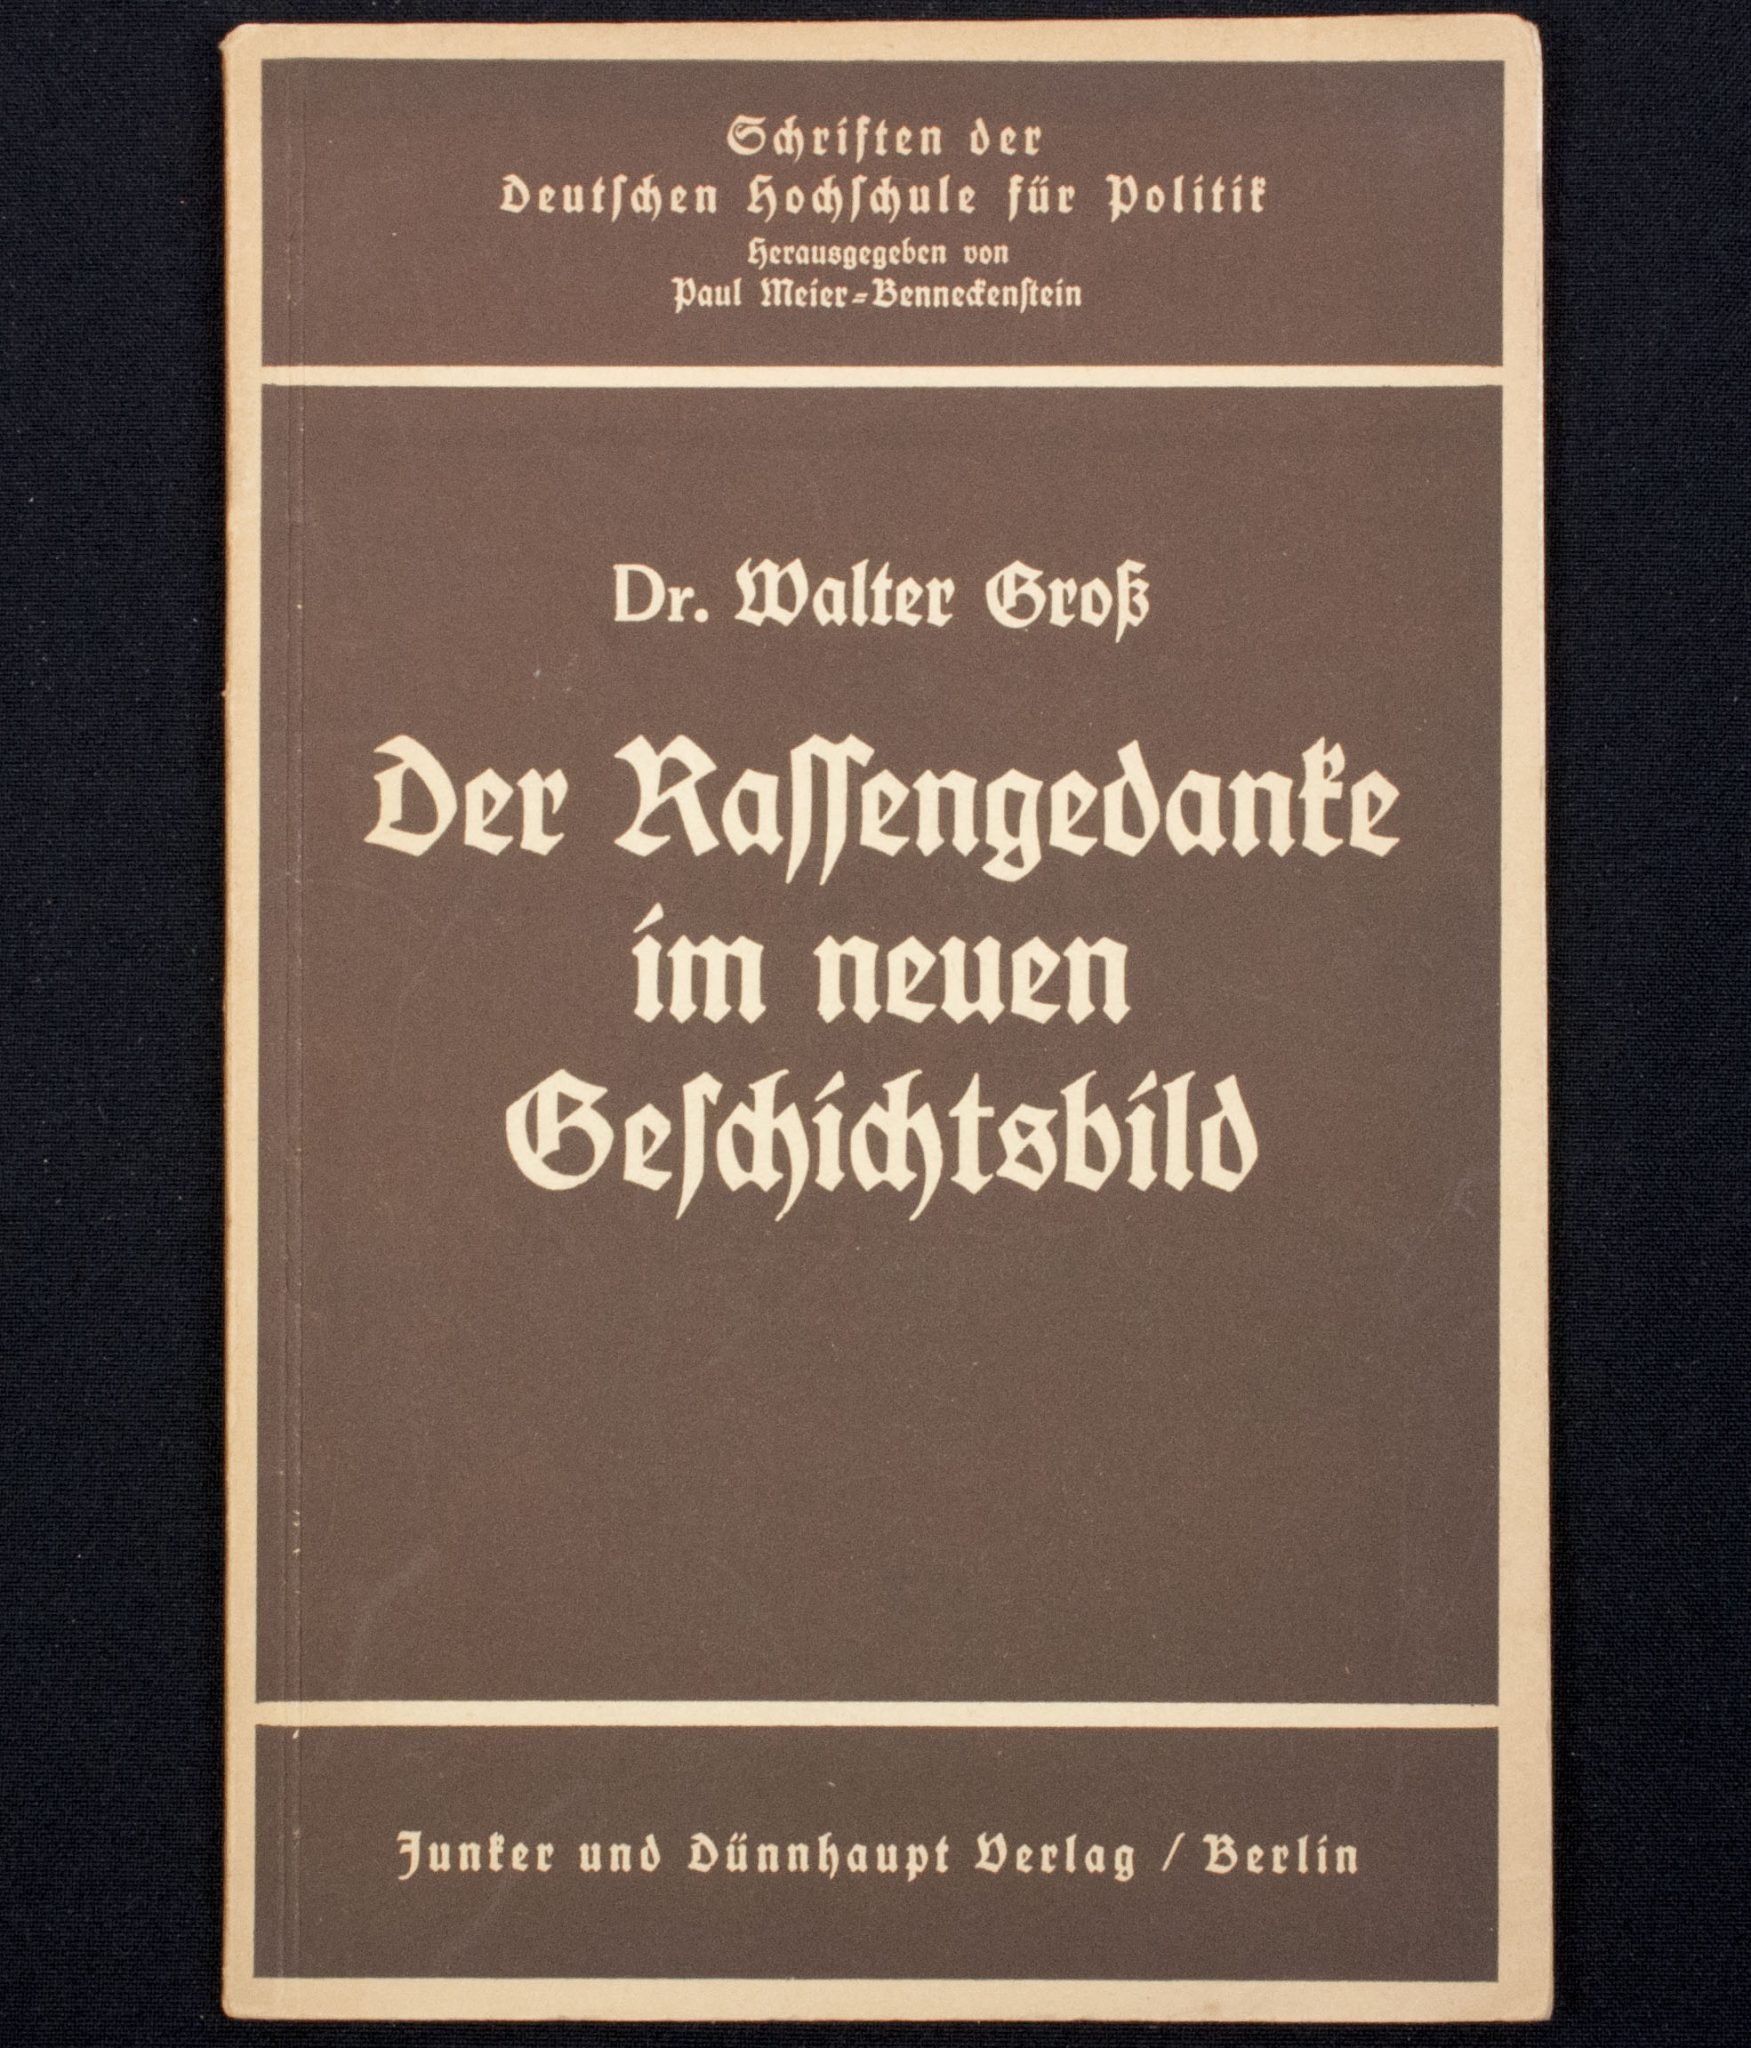 Schriften der
Deutſchen Hochſchule für Politik
Herausgegeben von
Paul Meier=Benneckenſtein
Dr. Walter Groß
Der Raſſengedanke
im neuen
Geſchichtsbild
Junker und Dünnhaupt Verlag / Berlin